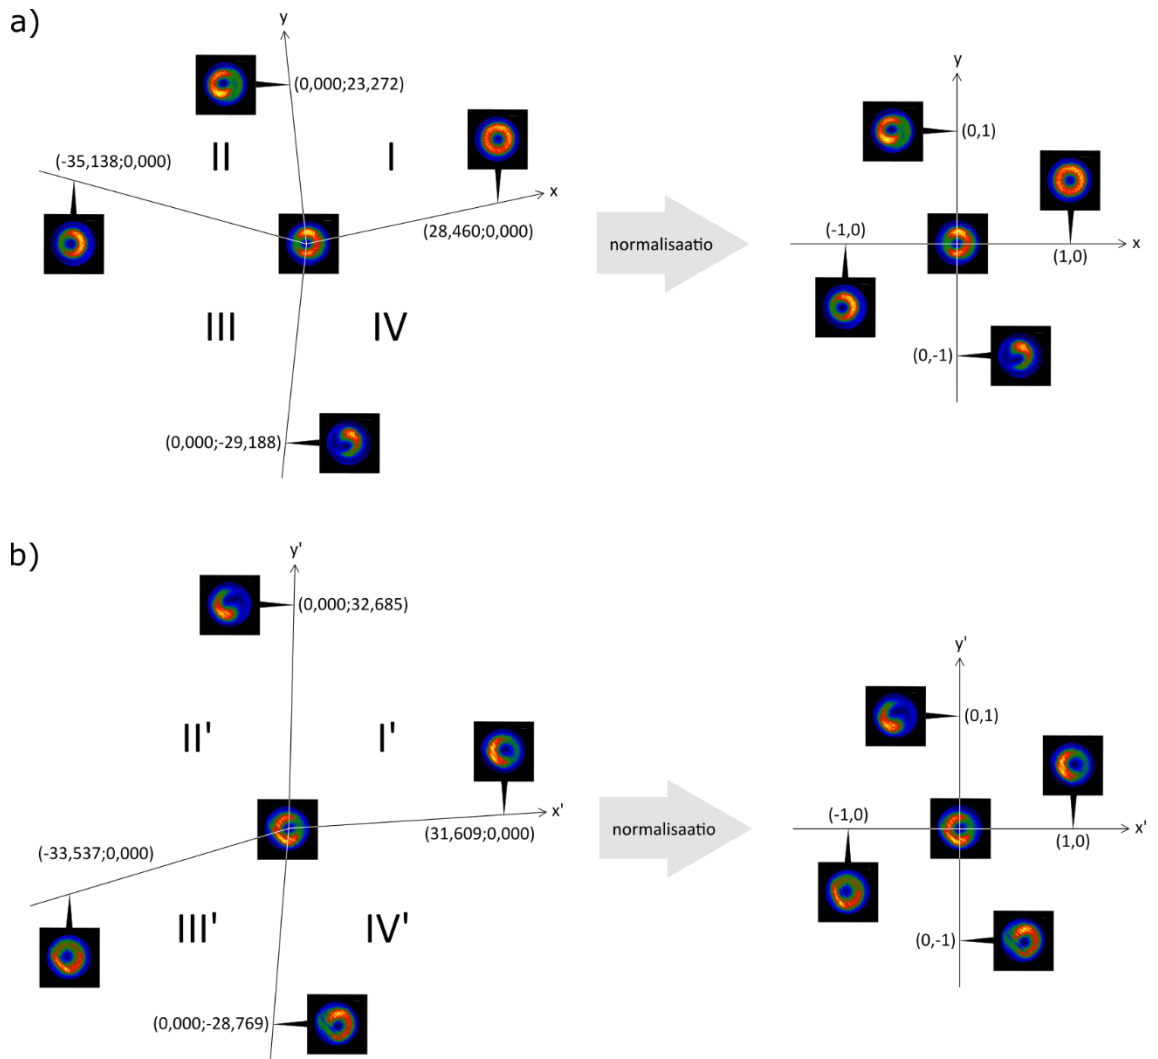 a)
y
(0,000;23,272)
II
I
(-35,138;0,000)
x
(28,460;0,000)
III
IV
(0,000;-29,188)
normalisaatio
y
(0,1)
(-1,0)
x
(1,0)
(0,-1)
b)
y'
(0,000;32,685)
II'
I'
x'
(31,609;0,000)
(-33,537;0,000)
III'
IV'
(0,000;-28,769)
normalisaatio
y'
(0,1)
(-1,0)
x'
(1,0)
(0,-1)